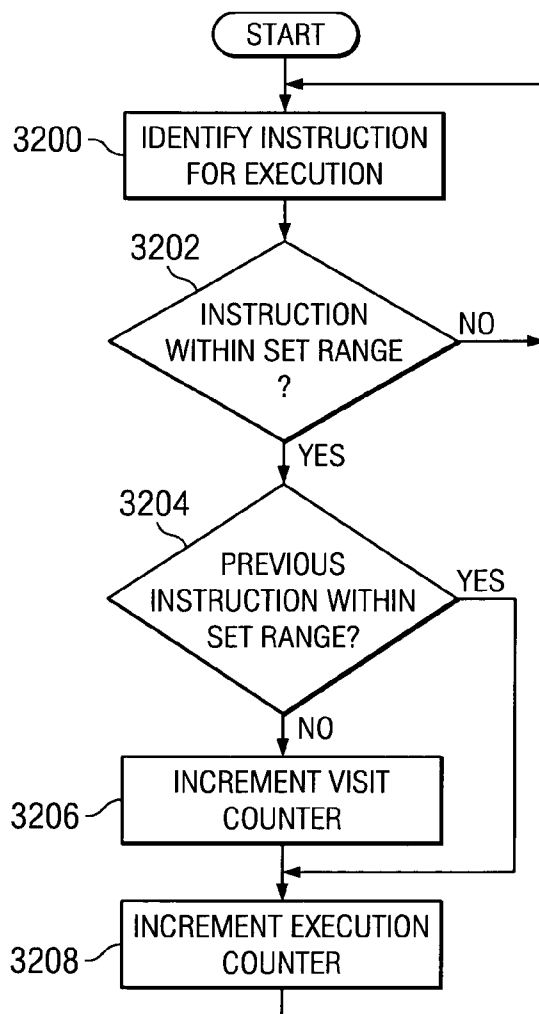 START
3200
IDENTIFY INSTRUCTION
FOR EXECUTION
3202
INSTRUCTION
WITHIN SET RANGE
?
NO
YES
3204
PREVIOUS
INSTRUCTION WITHIN
SET RANGE?
YES
NO
3206
INCREMENT VISIT
COUNTER
3208
INCREMENT EXECUTION
COUNTER